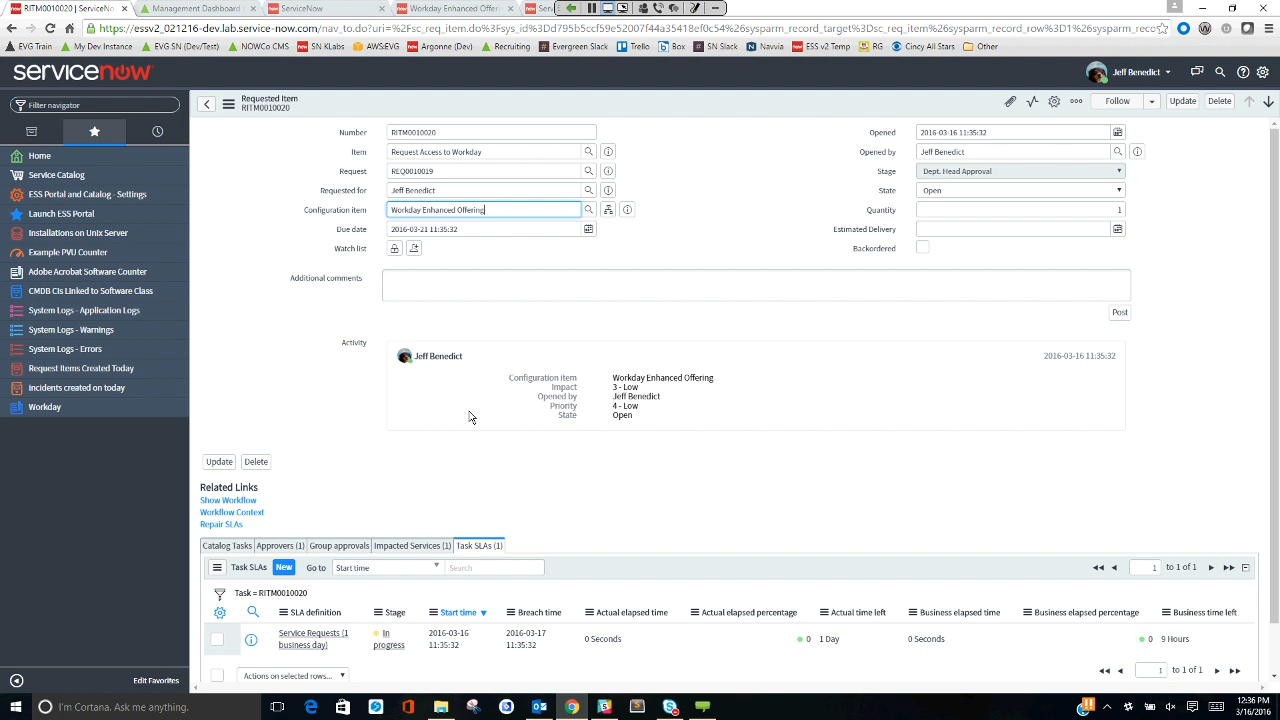 RITM0010020 | ServiceNo
Management Dashboard
ServiceNow
Workday Enhanced Offerin
https://essv2_021216-dev.lab.service-now.com/nav_to.do?uri=%2Fsc_req_item.do%3Fsys_id%3Dd795b5ccf59e52007f44a35418ef0c54%26sysparm_record_target%3Dsc_req_item%26sysparm_record_row%3D1%26sysparm_rec
EVG Train
My Dev Instance
EVG - NOW
NOWCO CMS
SN KLabs
AWSEVG
Argonne (Dev)
Recruiting
Evergreen Slack
Trello
Box
SN Slack
Navvia
ESS v2 Temp
Cincy All Stars
Other
servicenow
Jeff Benedict
Filter navigator
Requested Item
RITM0010020
Follow
Update
Delete
Home
Service Catalog
ESS Portal and Catalog - Settings
Launch ESS Portal
Installations on Unix Server
Example PVU Counter
Adobe Acrobat Software Counter
CMDB CIs Linked to Software Class
System Logs - Application Logs
System Logs - Warnings
System Logs - Errors
Request Items Created Today
Incidents created on today
Workday
Edit Favorites
Number RITM0010020
Opened 2016-03-16 11:35:32
Item Request Access to Workday
Opened by Jeff Benedict
Request REQ0010019
Stage Dept. Head Approval
Requested for Jeff Benedict
State Open
Configuration item Workday Enhanced Offering
Quantity 1
Due date 2016-03-21 11:35:32
Estimated Delivery
Watch list
Backordered
Additional comments
Post
Activity
Jeff Benedict 2016-03-16 11:35:32
Configuration item Workday Enhanced Offering
Impact 3 - Low
Opened by Jeff Benedict
Priority 4 - Low
State Open
Update Delete
Related Links
Show Workflow
Workflow Context
Repair SLAs
Catalog Tasks Approvers (1) Group approvals Impacted Services (1) Task SLAs (1)
Task SLAs New Go to Start time Search 1 to 1 of 1
Task = RITM0010020
SLA definition Stage Start time Breach time Actual elapsed time Actual elapsed percentage Actual time left Business elapsed time Business elapsed percentage Business time left
Service Requests (1 business day) In progress 2016-03-16 11:35:32 2016-03-17 11:35:32 0 Seconds 0 1 Day 0 Seconds 0 9 Hours
Actions on selected rows... 1 to 1 of 1
I'm Cortana. Ask me anything.
12:36 PM
3/16/2016